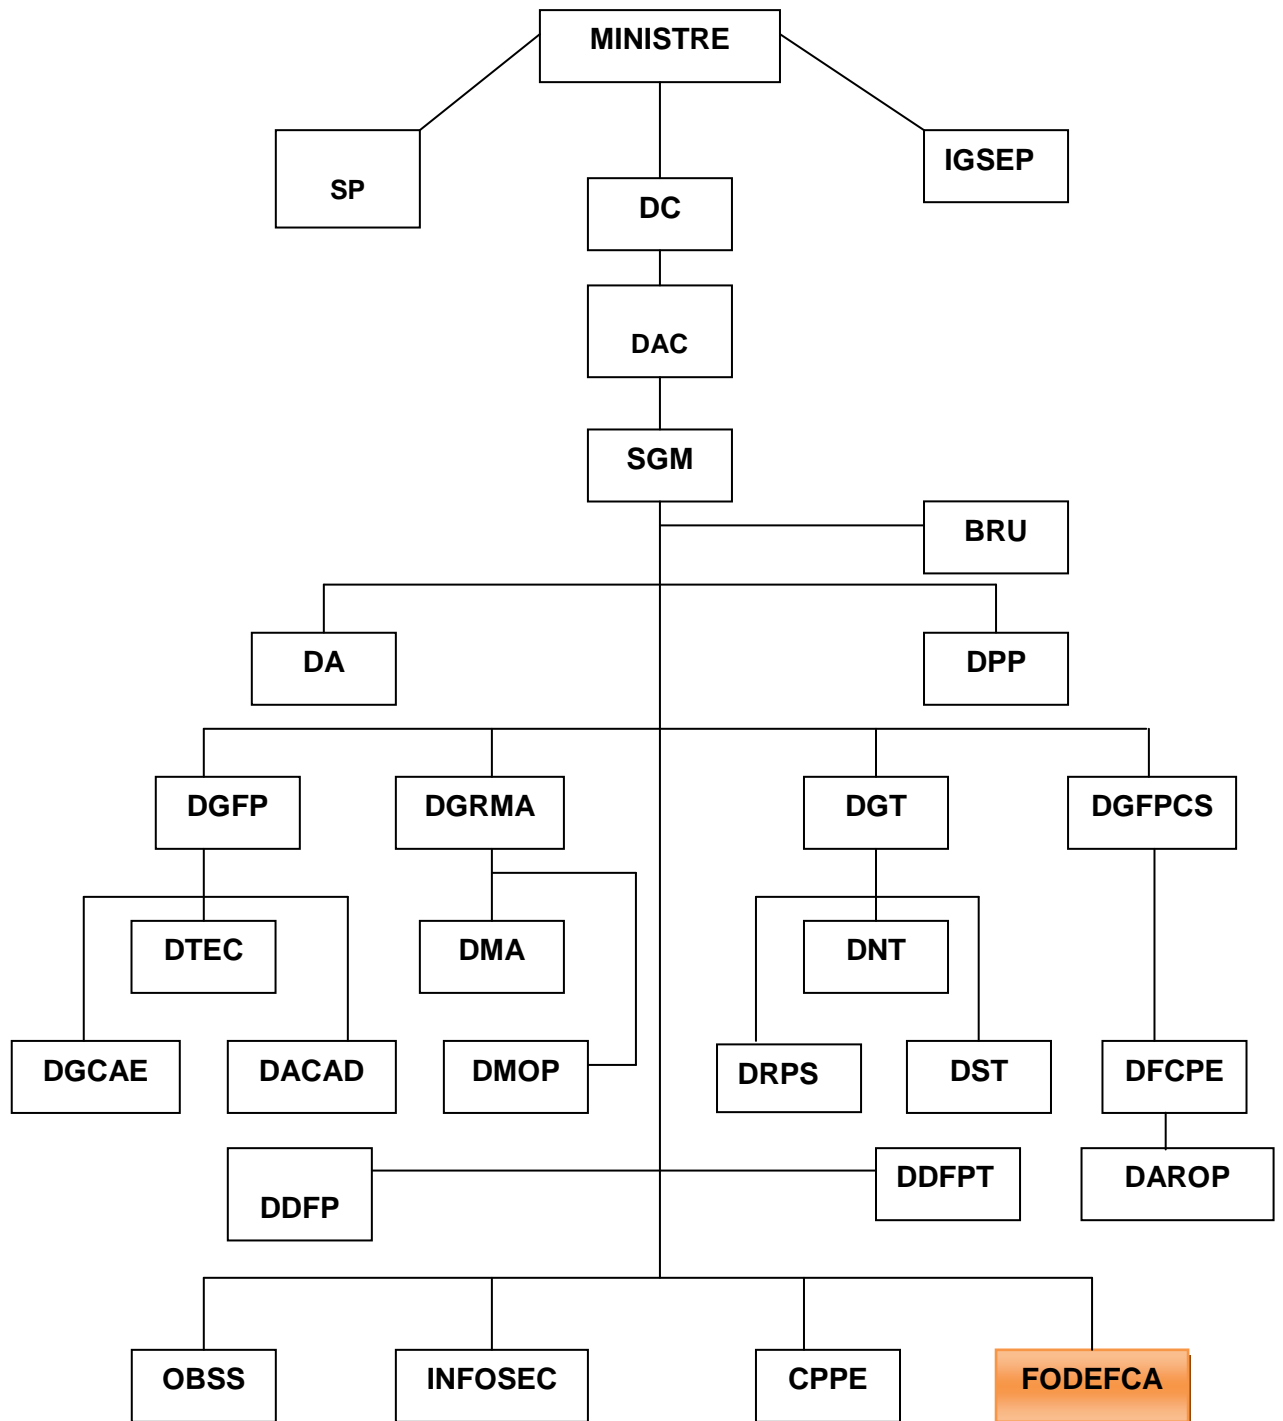 MINISTRE
SP
IGSEP
DC
DAC
SGM
BRU
DA
DPP
DGFP
DGRMA
DGT
DGFPCS
DTEC
DMA
DNT
DGCAE
DACAD
DMOP
DRPS
DST
DFCPE
DDFP
DDFPT
DAROP
OBSS
INFOSEC
CPPE
FODEFCA